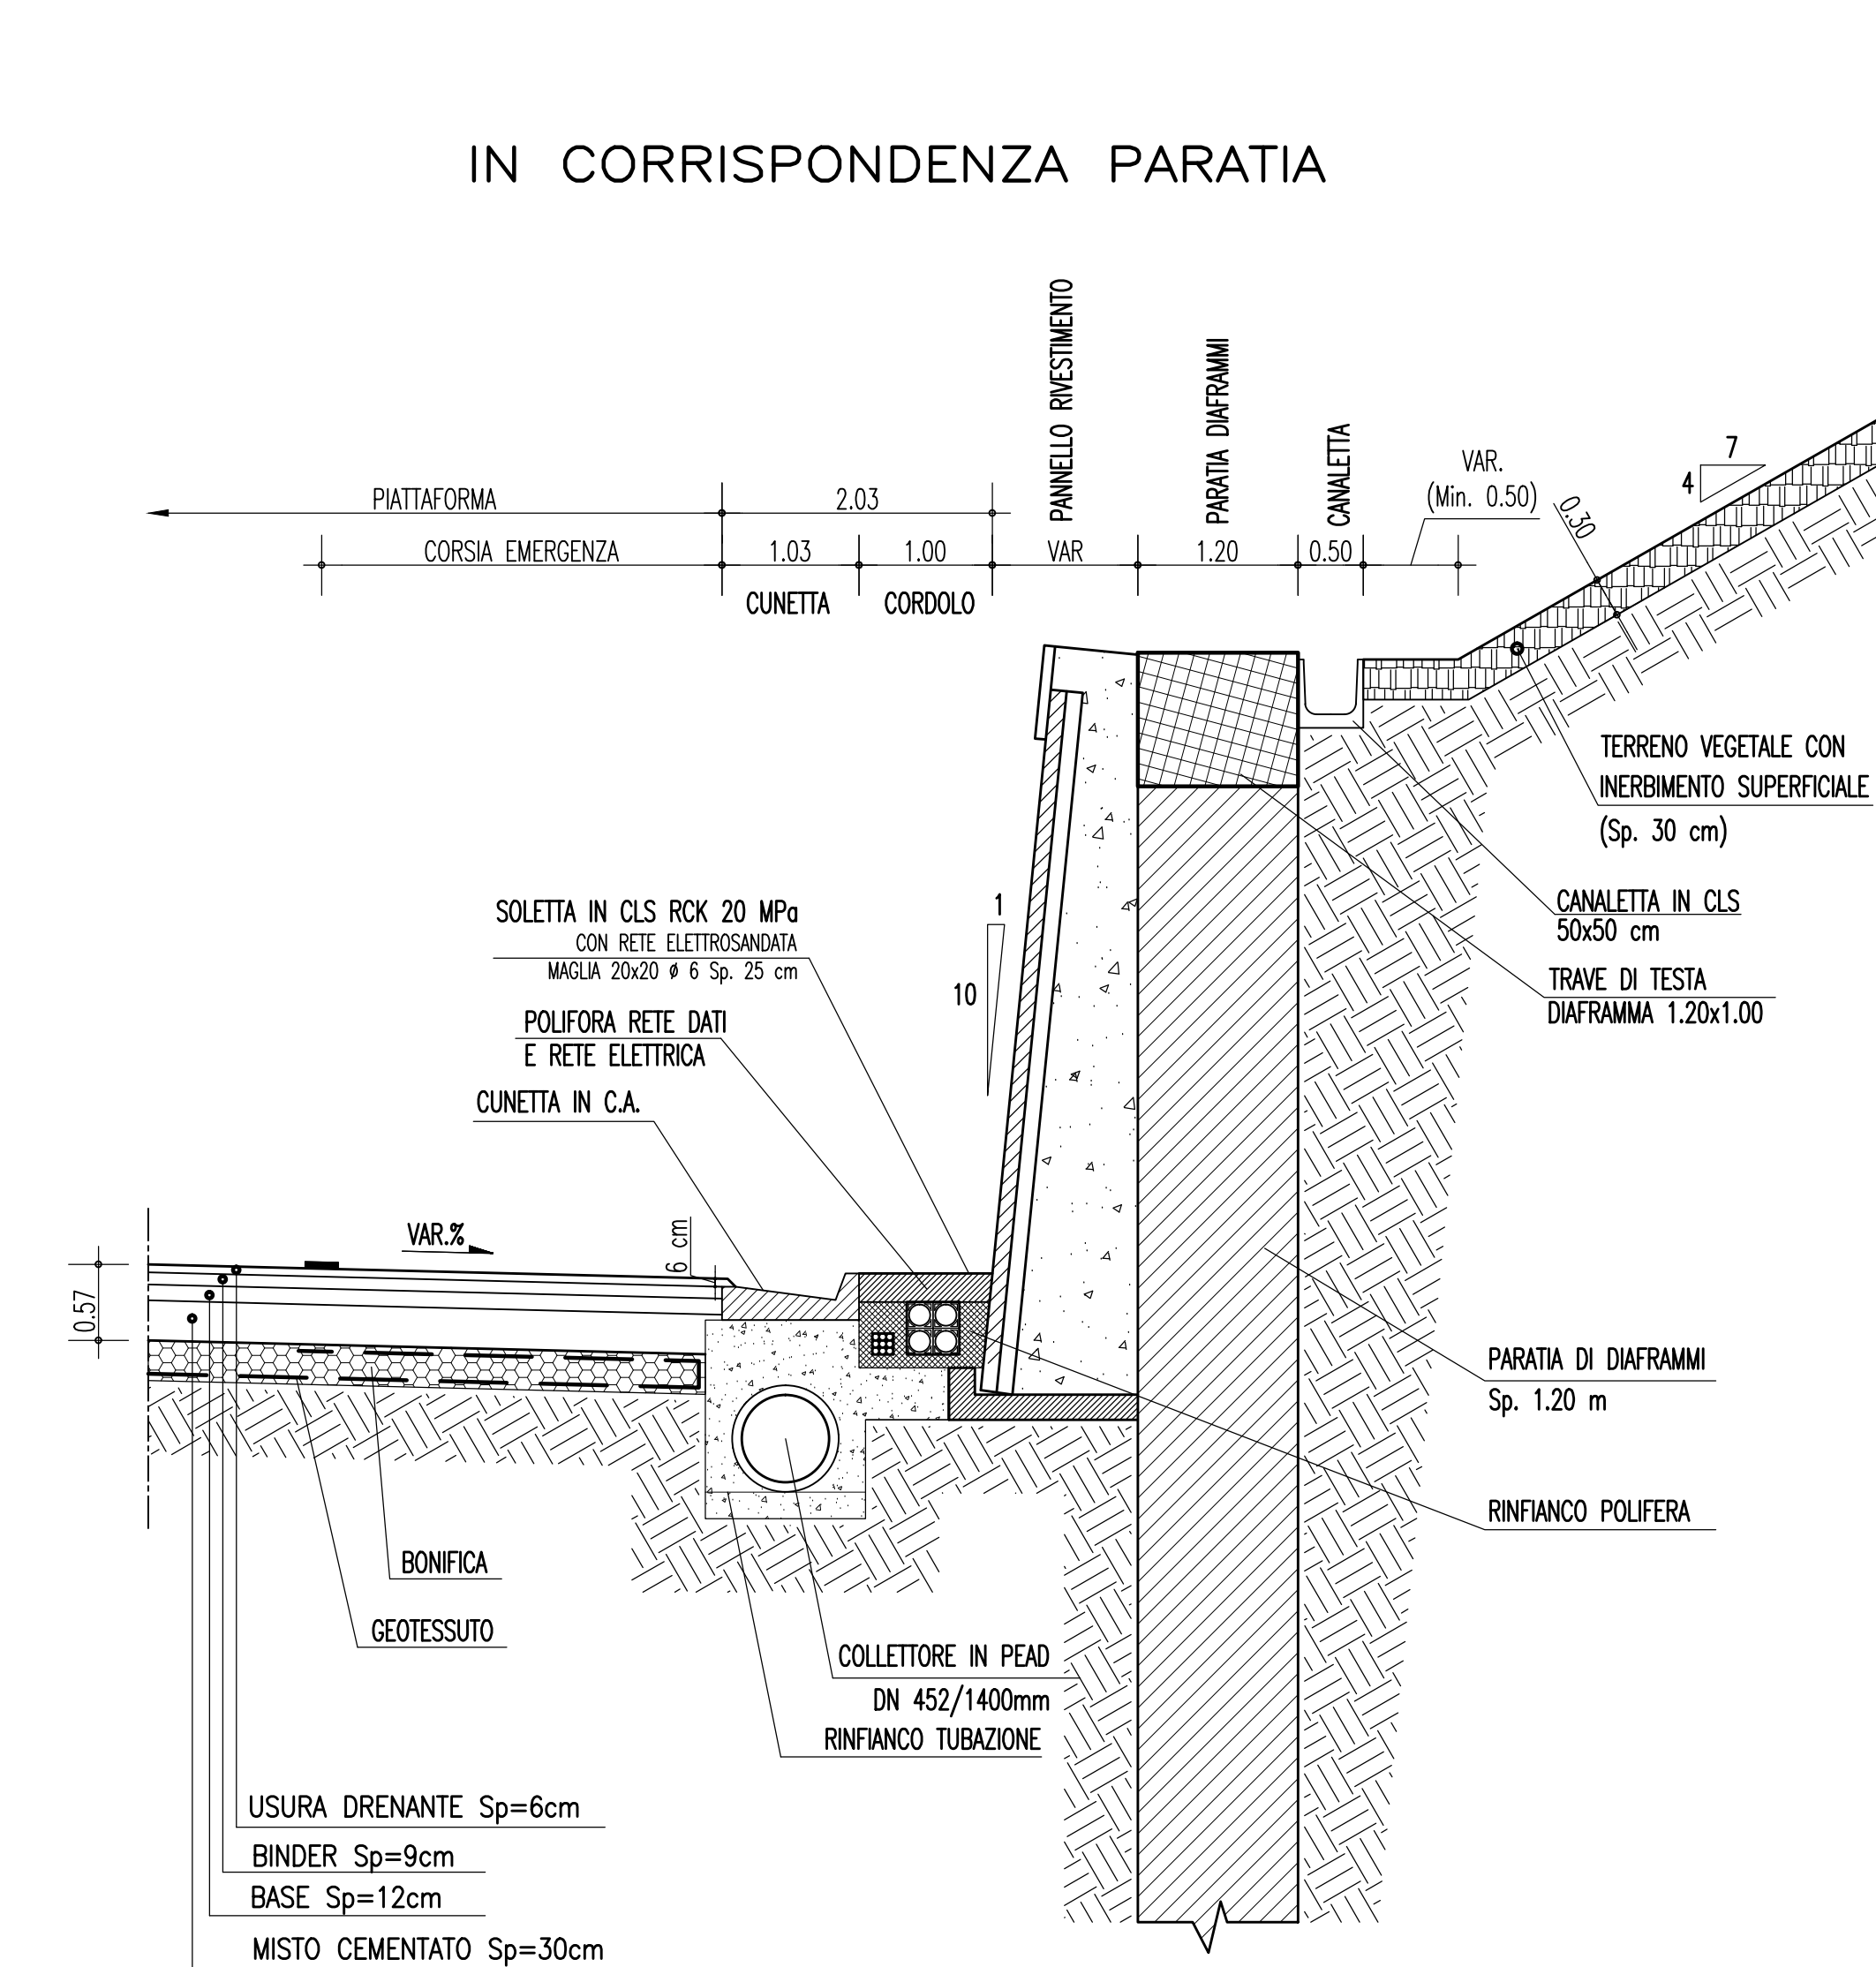 IN CORRISPONDENZA PARATIA
PANNELLO RIVESTIMENTO
PARATIA DIAFRAMMI
CANALETTA
VAR.
(Min. 0.50)
7
4
0.30
PIATTAFORMA
2.03
CORSIA EMERGENZA
1.03
1.00
VAR
1.20
0.50
CUNETTA
CORDOLO
TERRENO VEGETALE CON
INERBIMENTO SUPERFICIALE
(Sp. 30 cm)
SOLETTA IN CLS RCK 20 MPa
CON RETE ELETTROSANDATA
MAGLIA 20x20 ø 6 Sp. 25 cm
1
10
CANALETTA IN CLS
50x50 cm
TRAVE DI TESTA
DIAFRAMMA 1.20x1.00
POLIFORA RETE DATI
E RETE ELETTRICA
CUNETTA IN C.A.
VAR.%
6 cm
0.57
PARATIA DI DIAFRAMMI
Sp. 1.20 m
RINFIANCO POLIFERA
BONIFICA
GEOTESSUTO
COLLETTORE IN PEAD
DN 452/1400mm
RINFIANCO TUBAZIONE
USURA DRENANTE Sp=6cm
BINDER Sp=9cm
BASE Sp=12cm
MISTO CEMENTATO Sp=30cm